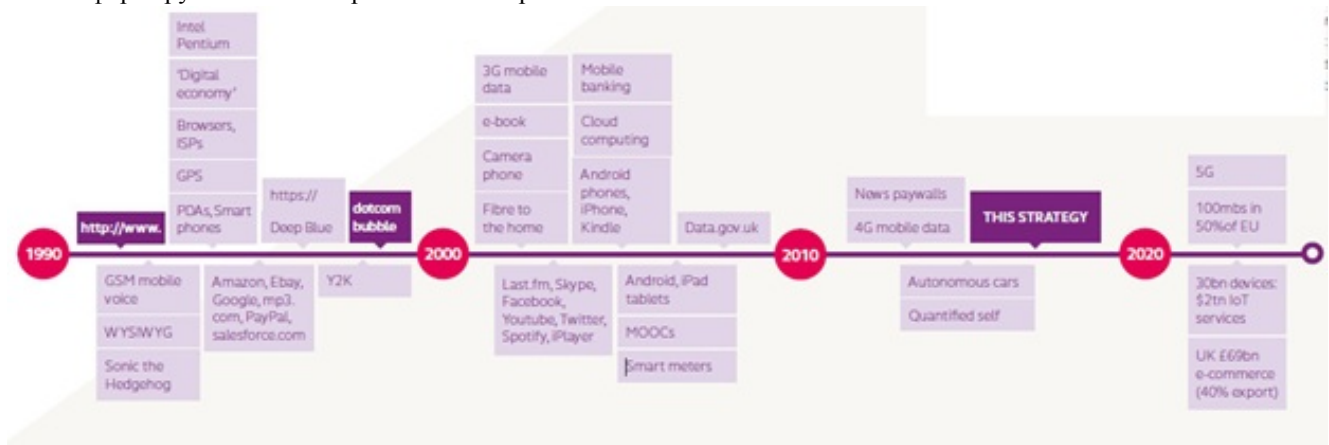 Intel
Pentium
'Digital
economy'
Browsers,
ISPs
GPS
PDAs, Smart
phones
http://www.
https://
Deep Blue
dotcom
bubble
3G mobile
data
e-book
Camera
phone
Fibre to
the home
Mobile
banking
Cloud
computing
Android
phones,
iPhone,
Kindle
Data.gov.uk
News paywalls
4G mobile data
THIS STRATEGY
5G
100mbs in
50%of EU
1990
2000
2010
2020
GSM mobile
voice
WYSIWYG
Sonic the
Hedgehog
Amazon, Ebay,
Google, mp3.
com, PayPal,
salesforce.com
Y2K
Last.fm, Skype,
Facebook,
Youtube, Twitter,
Spotify, iPlayer
Android, iPad
tablets
MOOCs
Smart meters
Autonomous cars
Quantified self
30bn devices:
$2tn IoT
services
UK £69bn
e-commerce
(40% export)